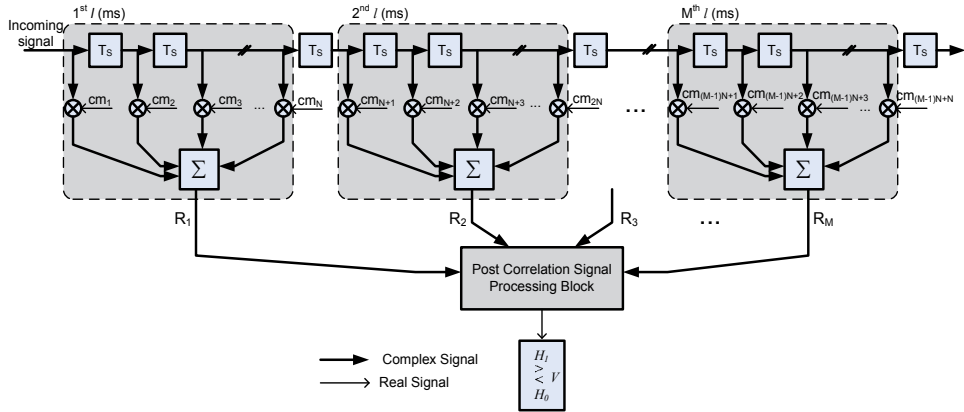 1st l (ms)
2nd l (ms)
Mth l (ms)
Incoming
signal
TS TS TS TS TS TS TS TS TS
cm1 cm2 cm3 ... cmN cmN+1 cmN+2 cmN+3 ... cm2N ... cm(M-1)N+1 cm(M-1)N+2 cm(M-1)N+3 ... cm(M-1)N+N
Σ Σ Σ
R1 R2 R3 ... RM
Post Correlation Signal
Processing Block
Complex Signal
Real Signal
H1
>
< V
H0